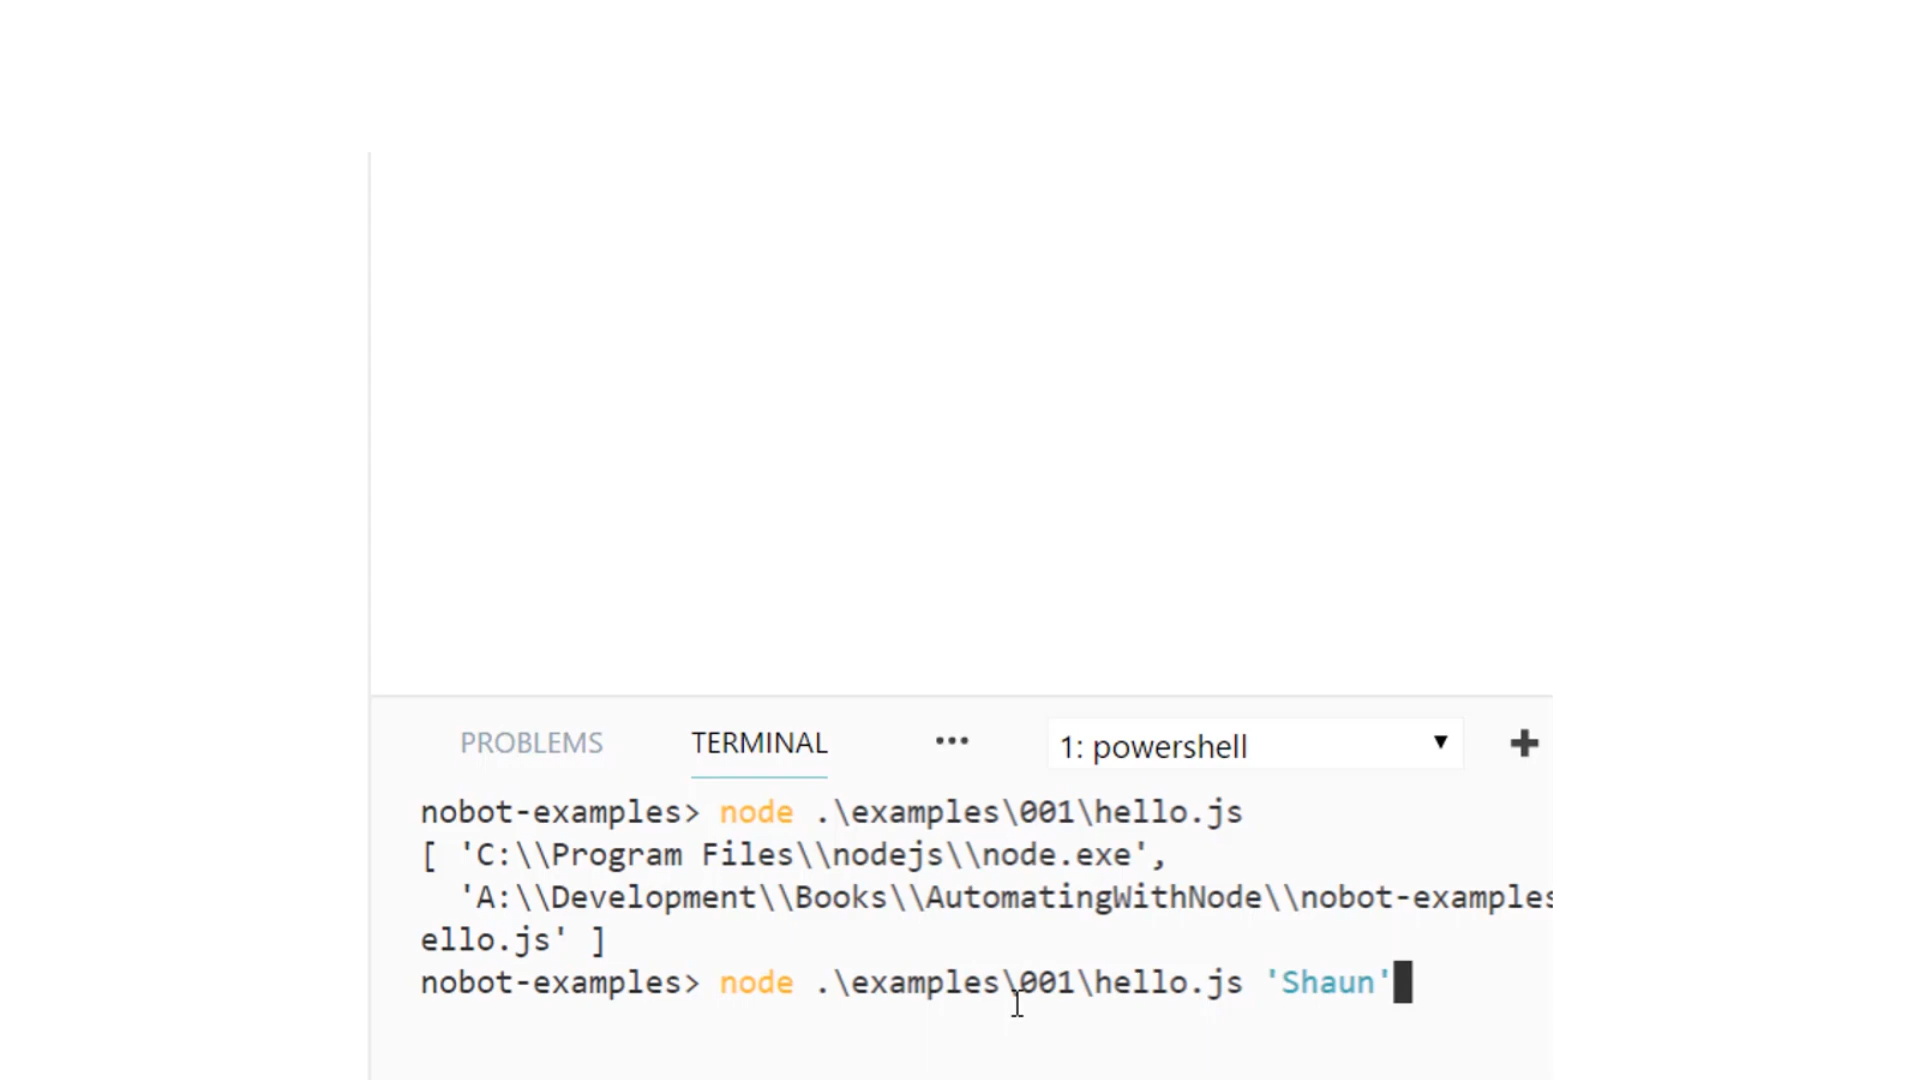 PROBLEMS TERMINAL ••• 1: powershell
nobot-examples> node .\examples\001\hello.js
[ 'C:\\Program Files\\nodejs\\node.exe',
'A:\\Development\\Books\\AutomatingWithNode\\nobot-examples
ello.js' ]
nobot-examples> node .\examples\001\hello.js 'Shaun'